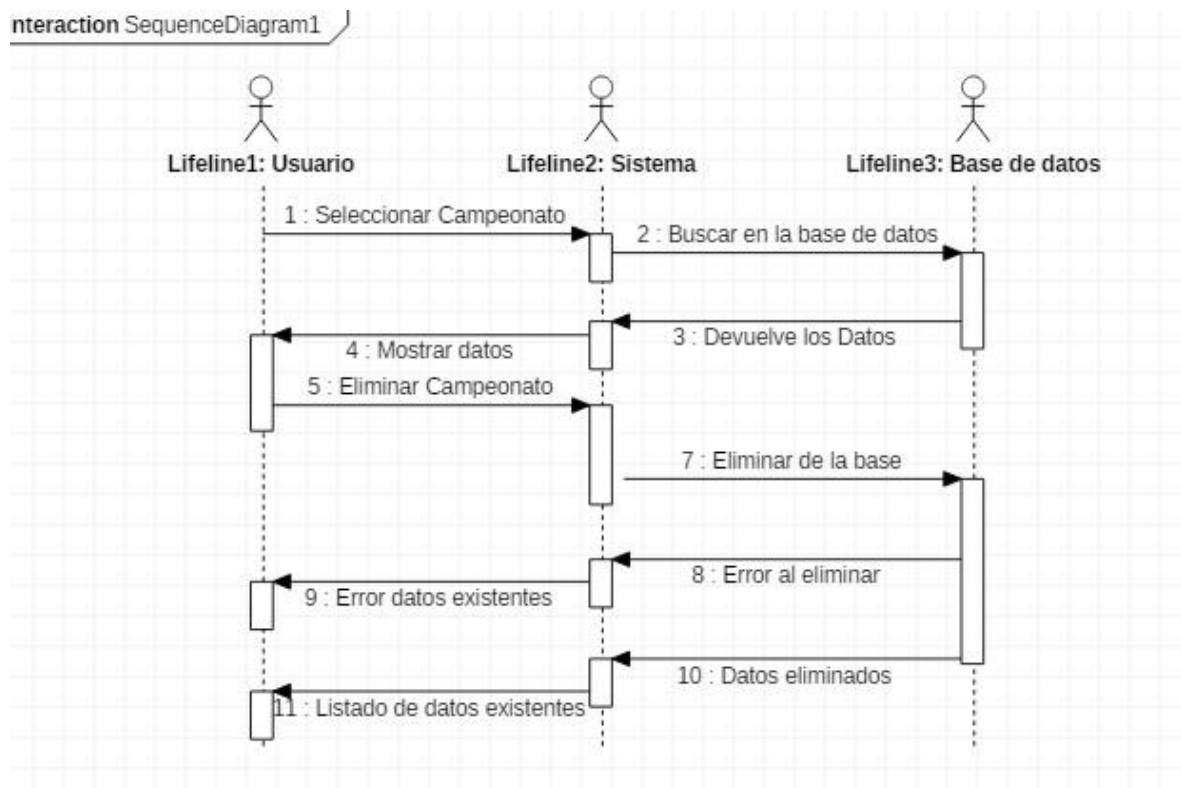 nteraction SequenceDiagram1
Lifeline1: Usuario
Lifeline2: Sistema
Lifeline3: Base de datos
1 : Seleccionar Campeonato
2 : Buscar en la base de datos
3 : Devuelve los Datos
4 : Mostrar datos
5 : Eliminar Campeonato
7 : Eliminar de la base
8 : Error al eliminar
9 : Error datos existentes
10 : Datos eliminados
11 : Listado de datos existentes